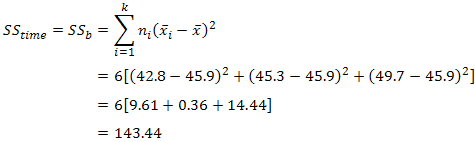 SS_time = SS_b = ∑_{i=1}^{k} n_i(x̄_i − x̄)²
= 6[(42.8 − 45.9)² + (45.3 − 45.9)² + (49.7 − 45.9)²]
= 6[9.61 + 0.36 + 14.44]
= 143.44